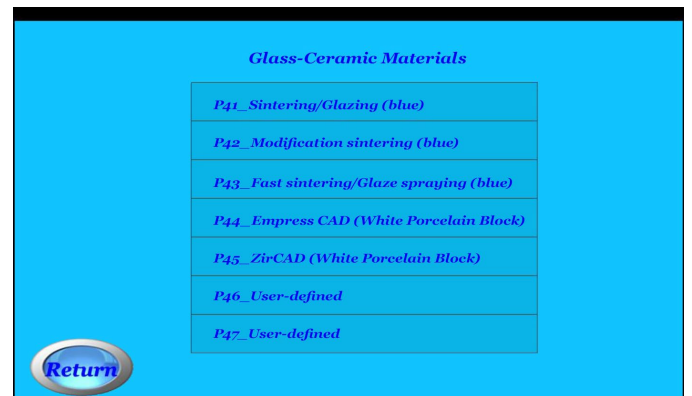 Glass-Ceramic Materials
P41_Sintering/Glazing (blue)
P42_Modification sintering (blue)
P43_Fast sintering/Glaze spraying (blue)
P44_Empress CAD (White Porcelain Block)
P45_ZirCAD (White Porcelain Block)
P46_User-defined
P47_User-defined
Return